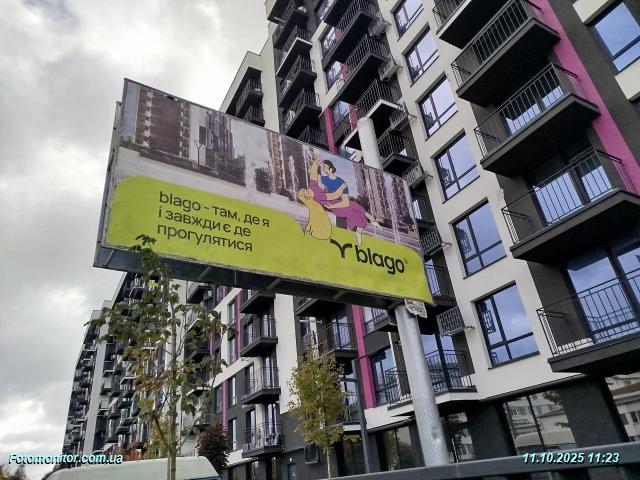 blago - там, де я
і завжди є де
прогулятися
blago®
Fotomonitor.com.ua
11.10.2025 11:23